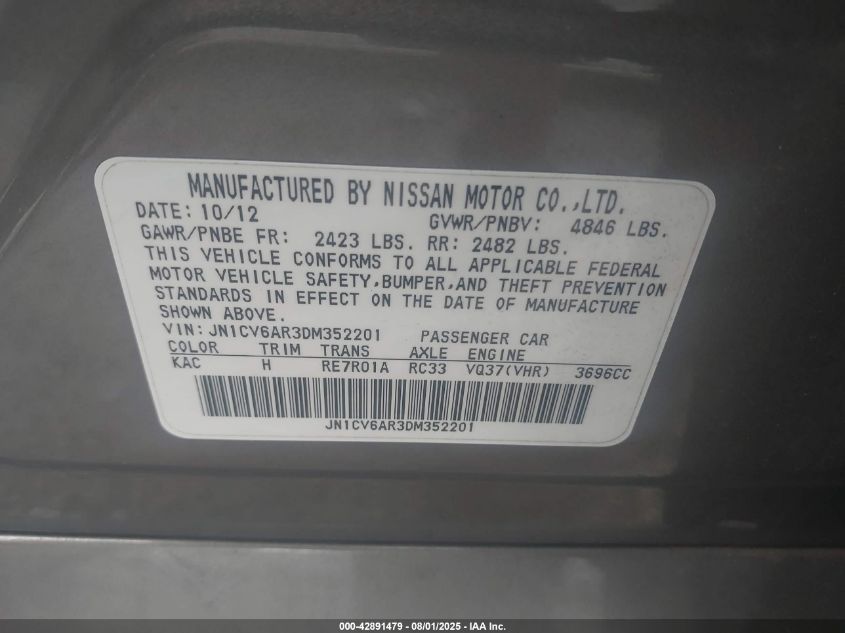 MANUFACTURED BY NISSAN MOTOR CO.,LTD.
DATE: 10/12 GVWR/PNBV: 4846 LBS.
GAWR/PNBE FR: 2423 LBS. RR: 2482 LBS.
THIS VEHICLE CONFORMS TO ALL APPLICABLE FEDERAL
MOTOR VEHICLE SAFETY,BUMPER,AND THEFT PREVENTION
STANDARDS IN EFFECT ON THE DATE OF MANUFACTURE
SHOWN ABOVE.
VIN: JN1CV6AR3DM352201 PASSENGER CAR
COLOR TRIM TRANS AXLE ENGINE
KAC H RE7R01A RC33 VQ37(VHR) 3696CC
JN1CV6AR3DM352201
000-42891479 - 08/01/2025 - IAA Inc.